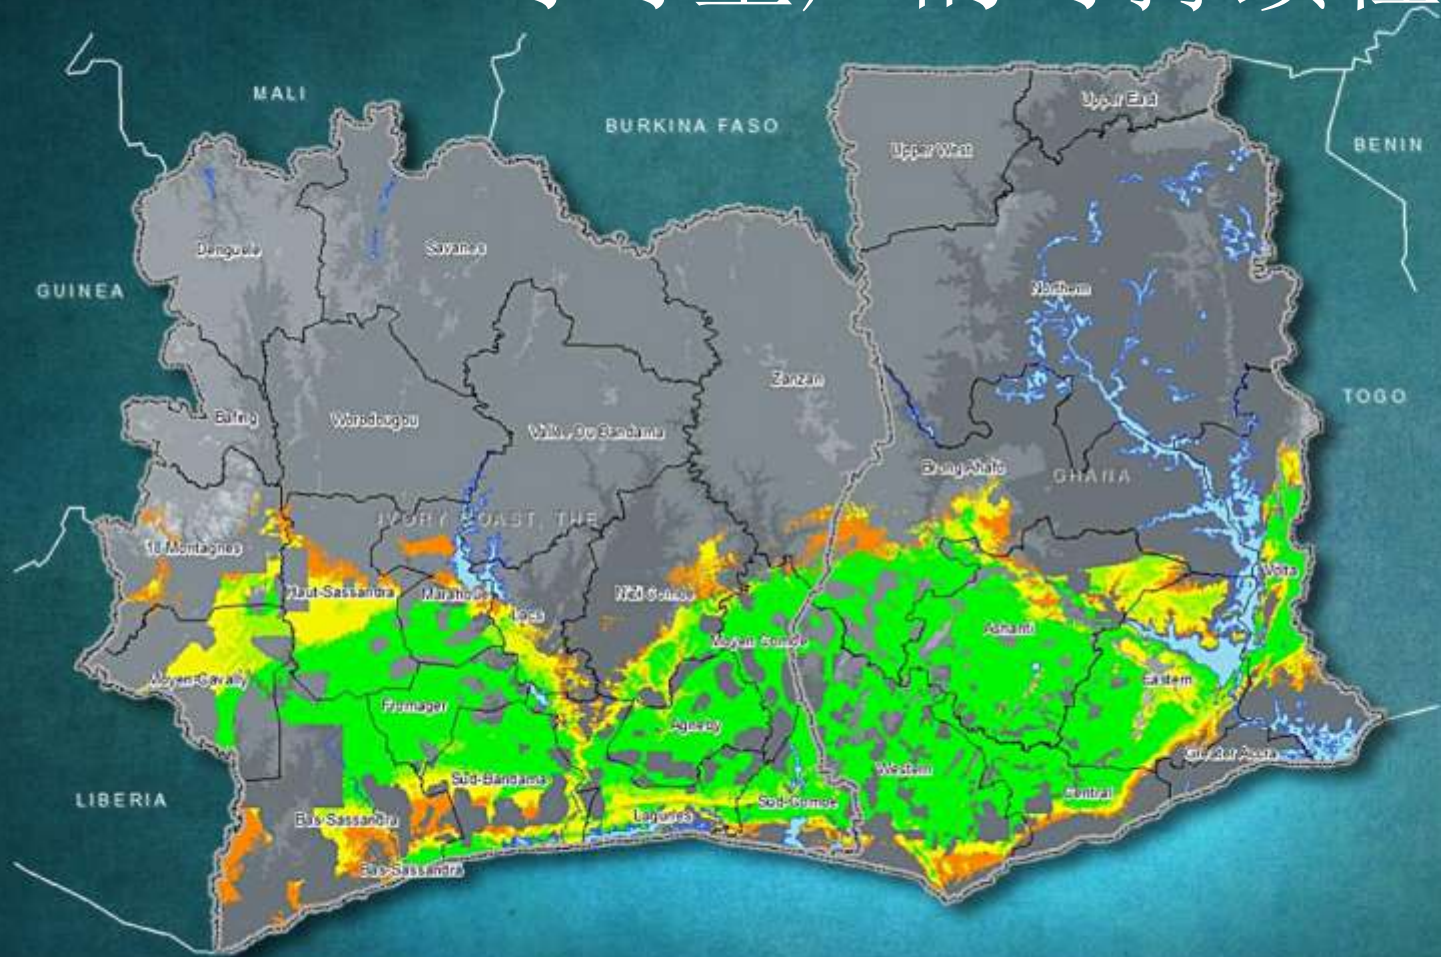 MALI
BURKINA FASO
BENIN
GUINEA
TOGO
LIBERIA
IVORY COAST, THE
GHANA
Upper East
Upper West
Denguele
Savanes
Northern
Zanzan
Bafing
Worodougou
Vallee Du Bandama
Brong Ahafo
18 Montagnes
Haut-Sassandra
Marahoue
Lacs
N'zi Comoe
Moyen Comoe
Ashanti
Volta
Moyen-Cavally
Fromager
Agneby
Eastern
Western
Greater Accra
Sud-Bandama
Central
Bas-Sassandra
Lagunes
Sud-Comoe
Bas-Sassandra